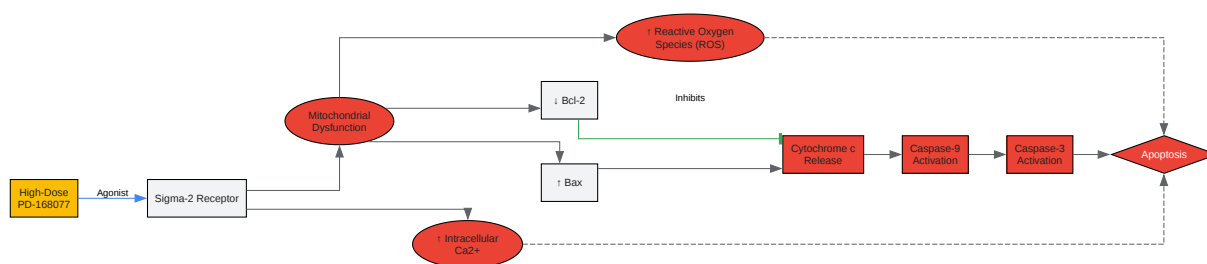 ↑ Reactive Oxygen
Species (ROS)
↓ Bcl-2
Inhibits
Mitochondrial
Dysfunction
Cytochrome c
Release
Caspase-9
Activation
Caspase-3
Activation
Apoptosis
↑ Bax
High-Dose
PD-168077
Agonist
Sigma-2 Receptor
↑ Intracellular
Ca2+